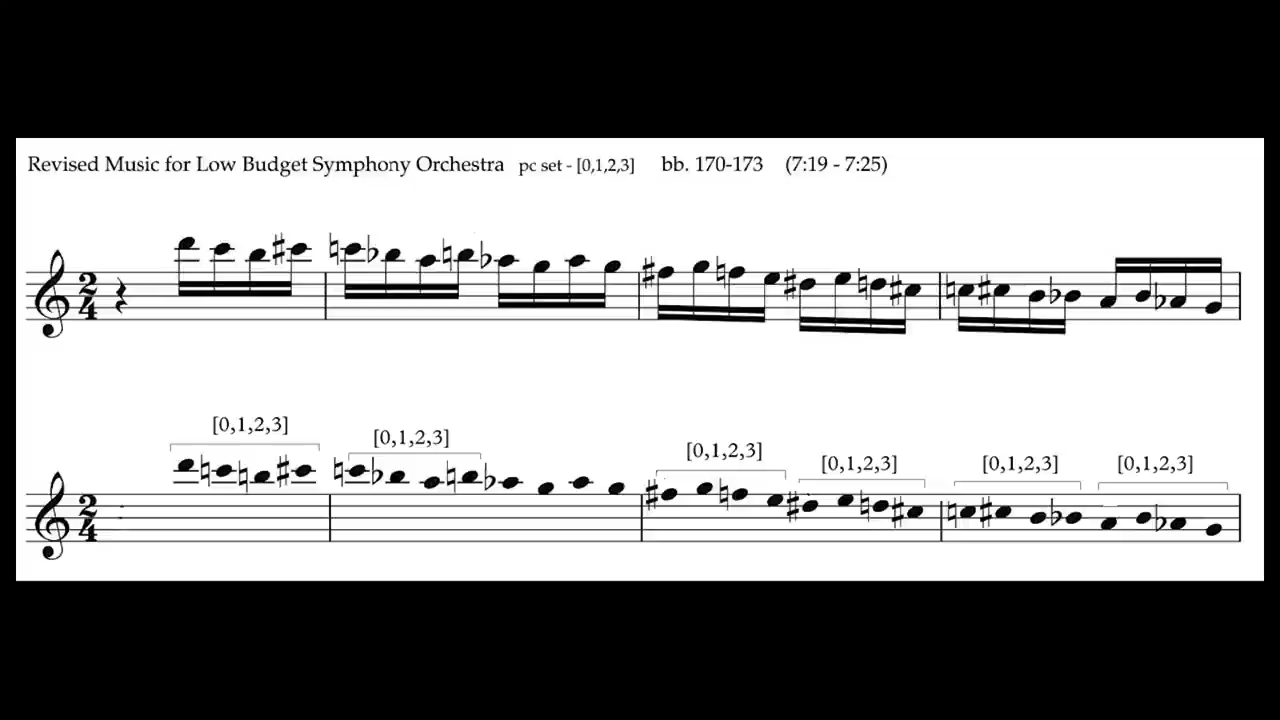 Revised Music for Low Budget Symphony Orchestra pc set - [0,1,2,3] bb. 170-173 (7:19 - 7:25)
2
4
[0,1,2,3] [0,1,2,3] [0,1,2,3] [0,1,2,3] [0,1,2,3] [0,1,2,3]
2
4